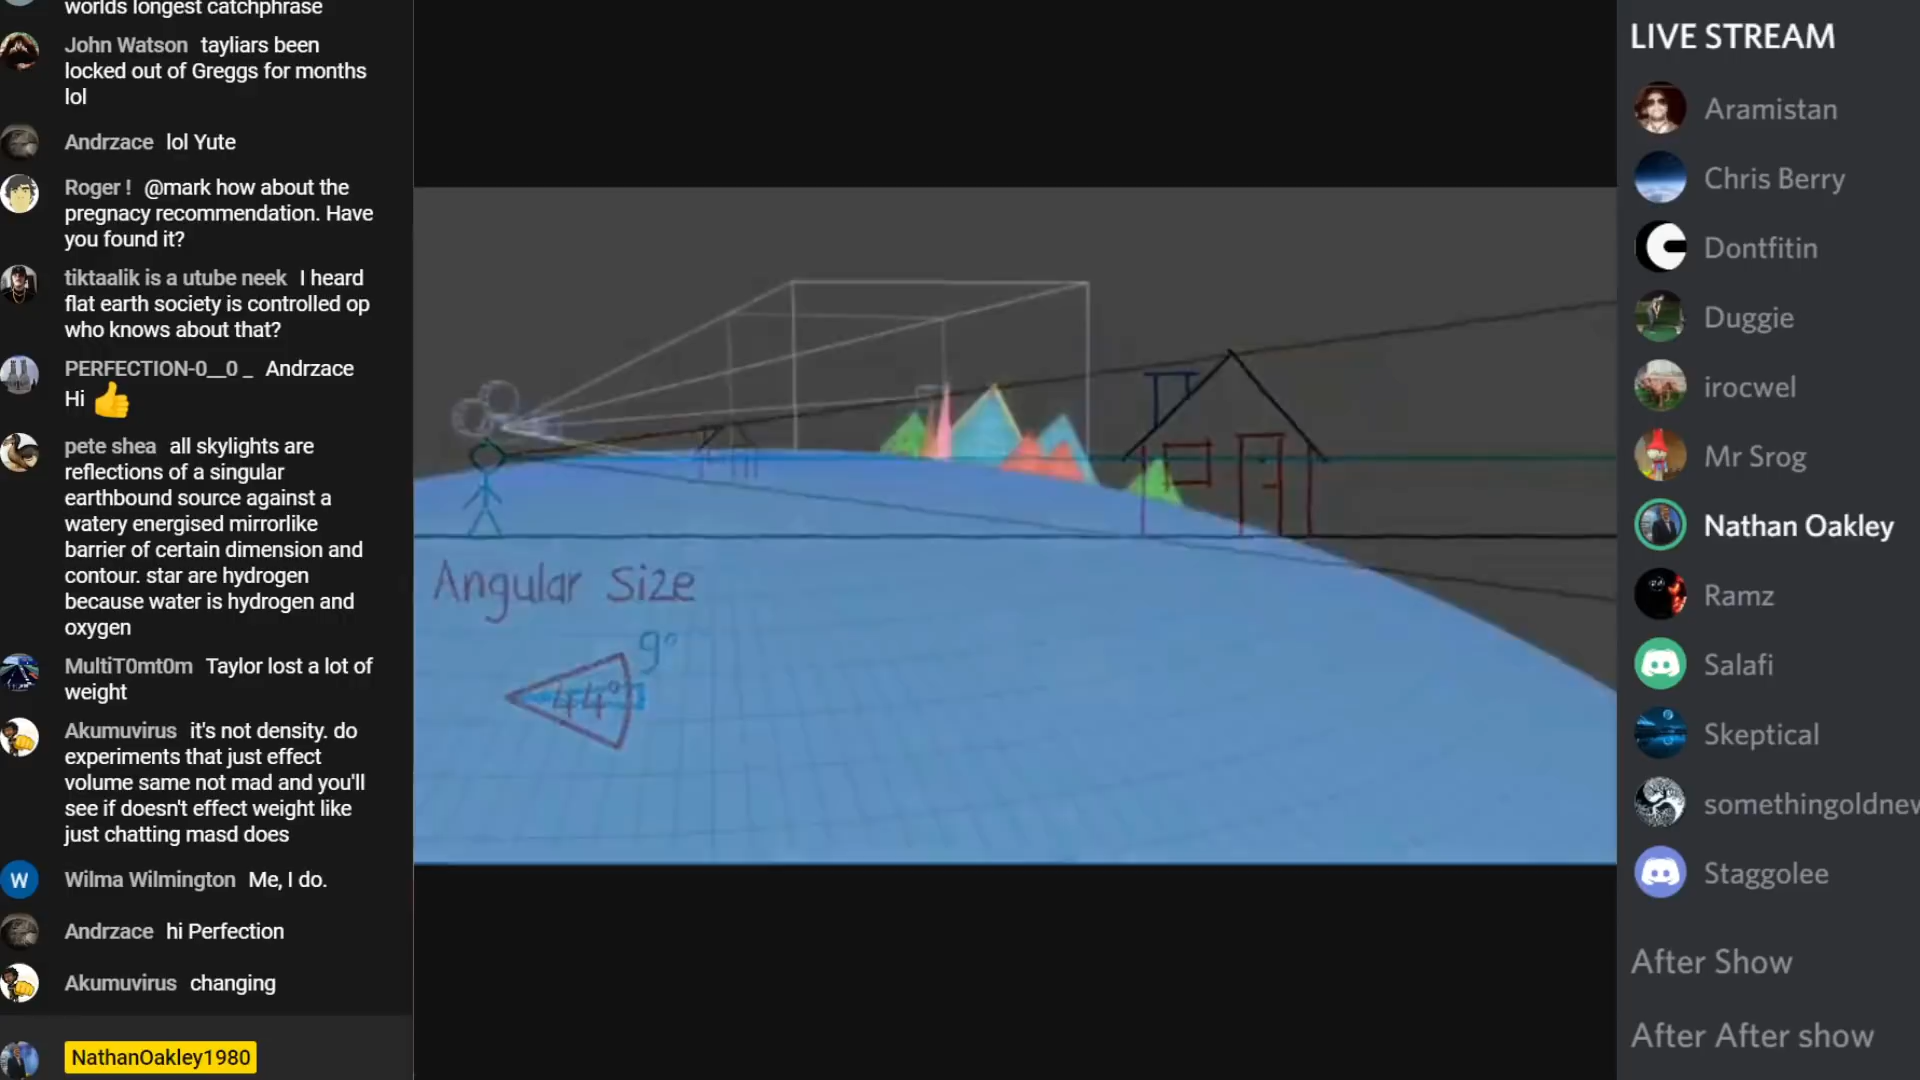 worlds longest catchphrase
John Watson tayliars been
locked out of Greggs for months
lol
Andrzace lol Yute
Roger ! @mark how about the
pregnacy recommendation. Have
you found it?
tiktaalik is a utube neek I heard
flat earth society is controlled op
who knows about that?
PERFECTION-0__0 _ Andrzace
Hi 👍
pete shea all skylights are
reflections of a singular
earthbound source against a
watery energised mirrorlike
barrier of certain dimension and
contour. star are hydrogen
because water is hydrogen and
oxygen
MultiT0mt0m Taylor lost a lot of
weight
Akumuvirus it's not density. do
experiments that just effect
volume same not mad and you'll
see if doesn't effect weight like
just chatting masd does
W
Wilma Wilmington Me, I do.
Andrzace hi Perfection
Akumuvirus changing
NathanOakley1980
Angular Size
9°
44°
LIVE STREAM
Aramistan
Chris Berry
Dontfitin
Duggie
irocwel
Mr Srog
Nathan Oakley
Ramz
Salafi
Skeptical
somethingoldnew
Staggolee
After Show
After After show